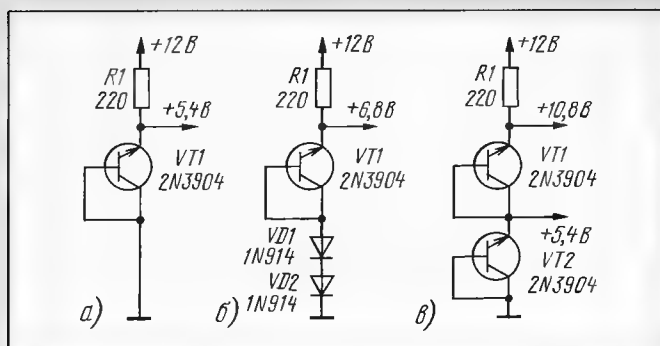 +12В
R1
220
+5,4В
VT1
2N3904
а)
+12В
R1
220
+6,8В
VT1
2N3904
VD1
1N914
VD2
1N914
б)
+12В
R1
220
+10,8В
VT1
2N3904
+5,4В
VT2
2N3904
в)